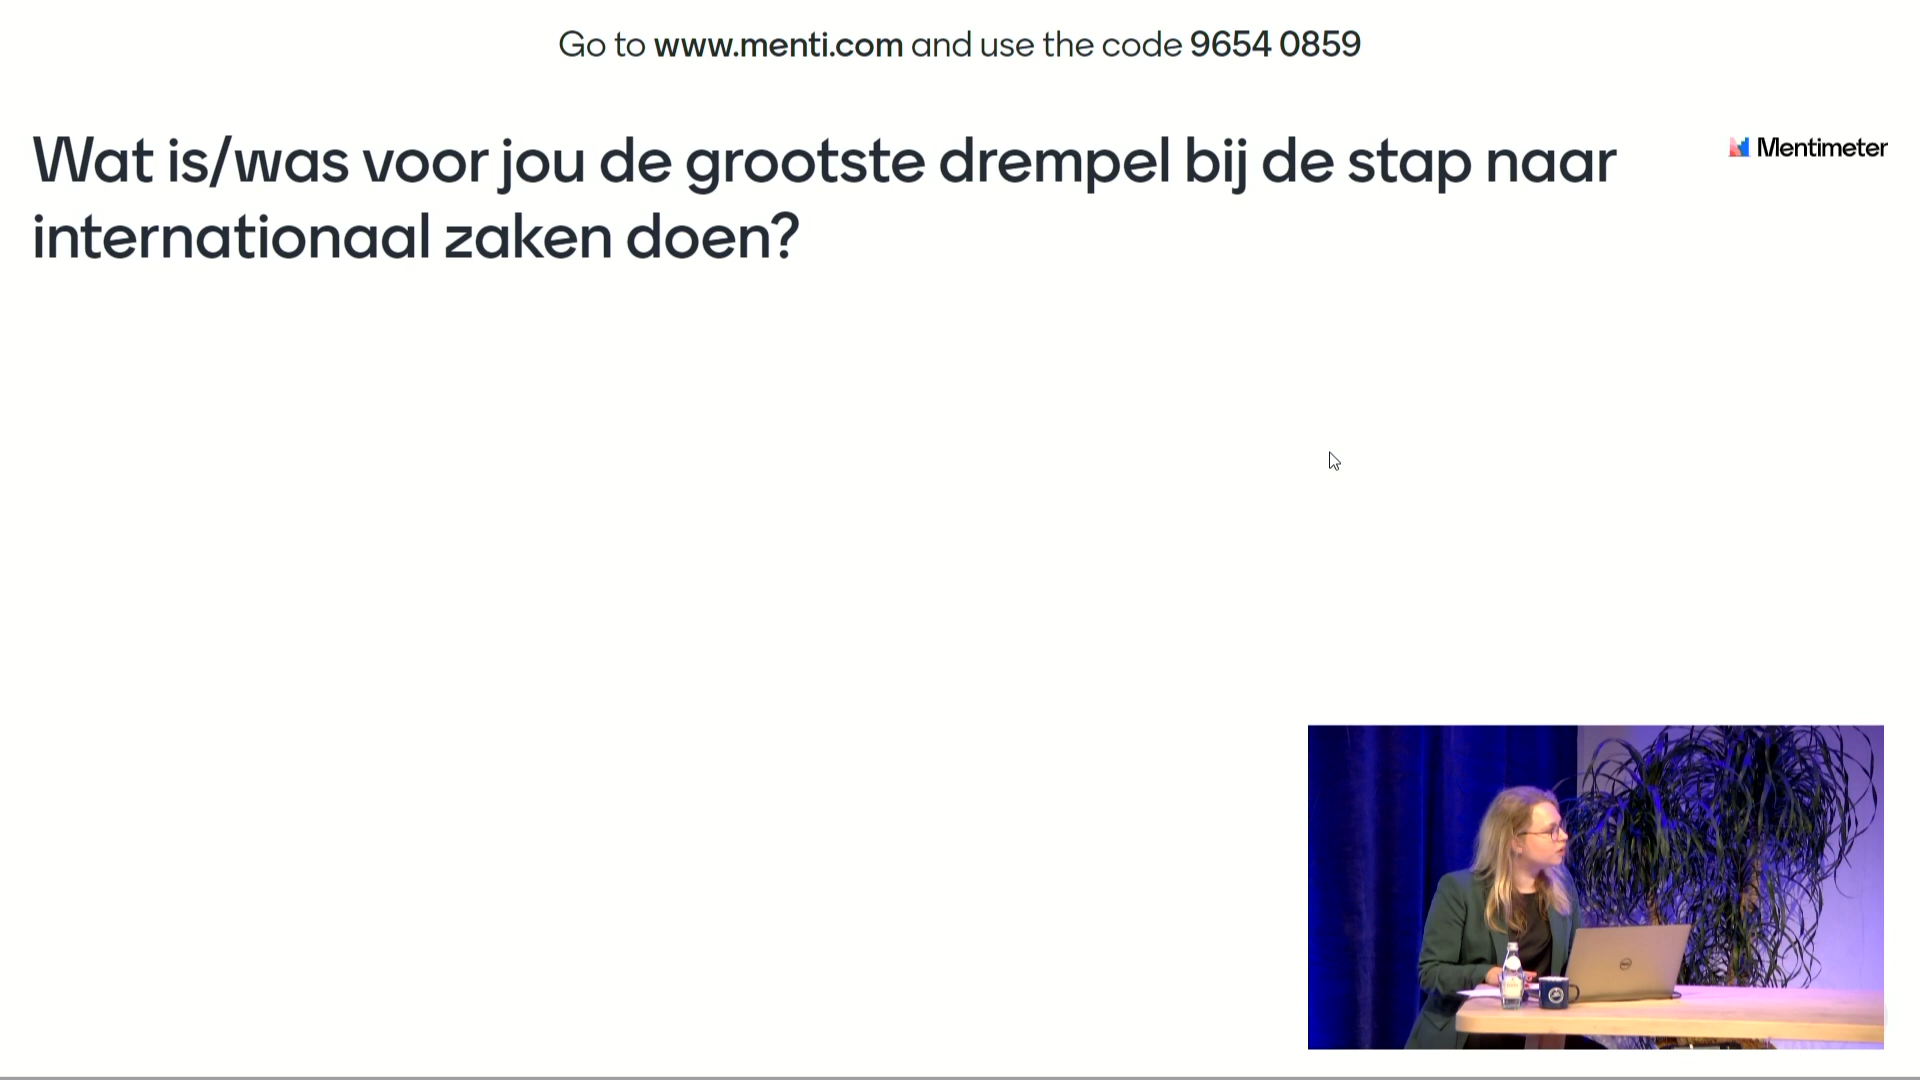 Go to www.menti.com and use the code 9654 0859
Wat is/was voor jou de grootste drempel bij de stap naar
internationaal zaken doen?
Mentimeter
DELL